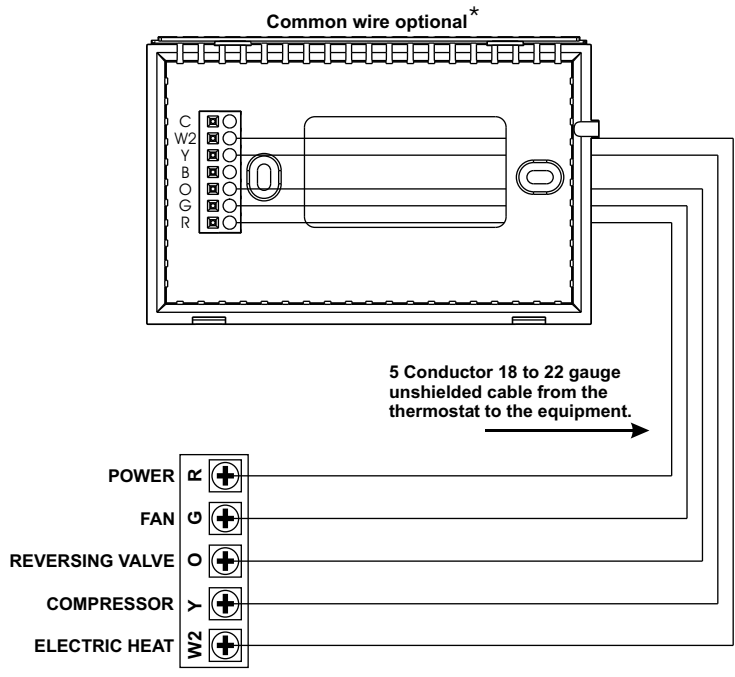 Common wire optional*
C
W2
Y
B
O
G
R
5 Conductor 18 to 22 gauge
unshielded cable from the
thermostat to the equipment.
POWER R
FAN G
REVERSING VALVE O
COMPRESSOR Y
ELECTRIC HEAT W2